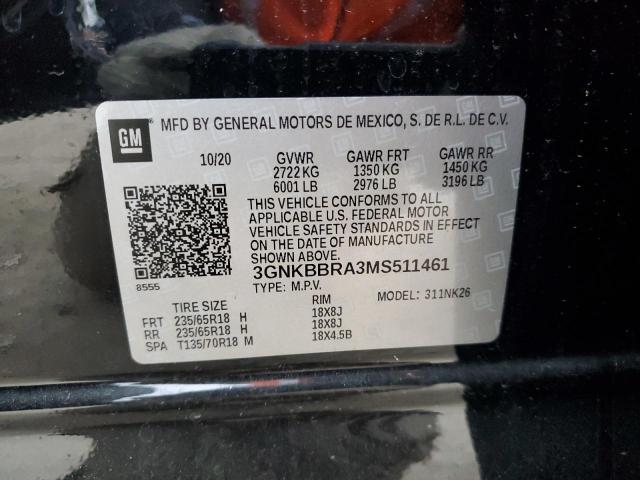 GM
MFD BY GENERAL MOTORS DE MEXICO, S. DE R.L. DE C.V.
10/20 GVWR GAWR FRT GAWR RR
2722 KG 1350 KG 1450 KG
6001 LB 2976 LB 3196 LB
THIS VEHICLE CONFORMS TO ALL
APPLICABLE U.S. FEDERAL MOTOR
VEHICLE SAFETY STANDARDS IN EFFECT
ON THE DATE OF MANUFACTURE
SHOWN ABOVE.
3GNKBBRA3MS511461
8555
TYPE: M.P.V. MODEL: 311NK26
TIRE SIZE RIM
FRT 235/65R18 H 18X8J
RR 235/65R18 H 18X8J
SPA T135/70R18 M 18X4.5B